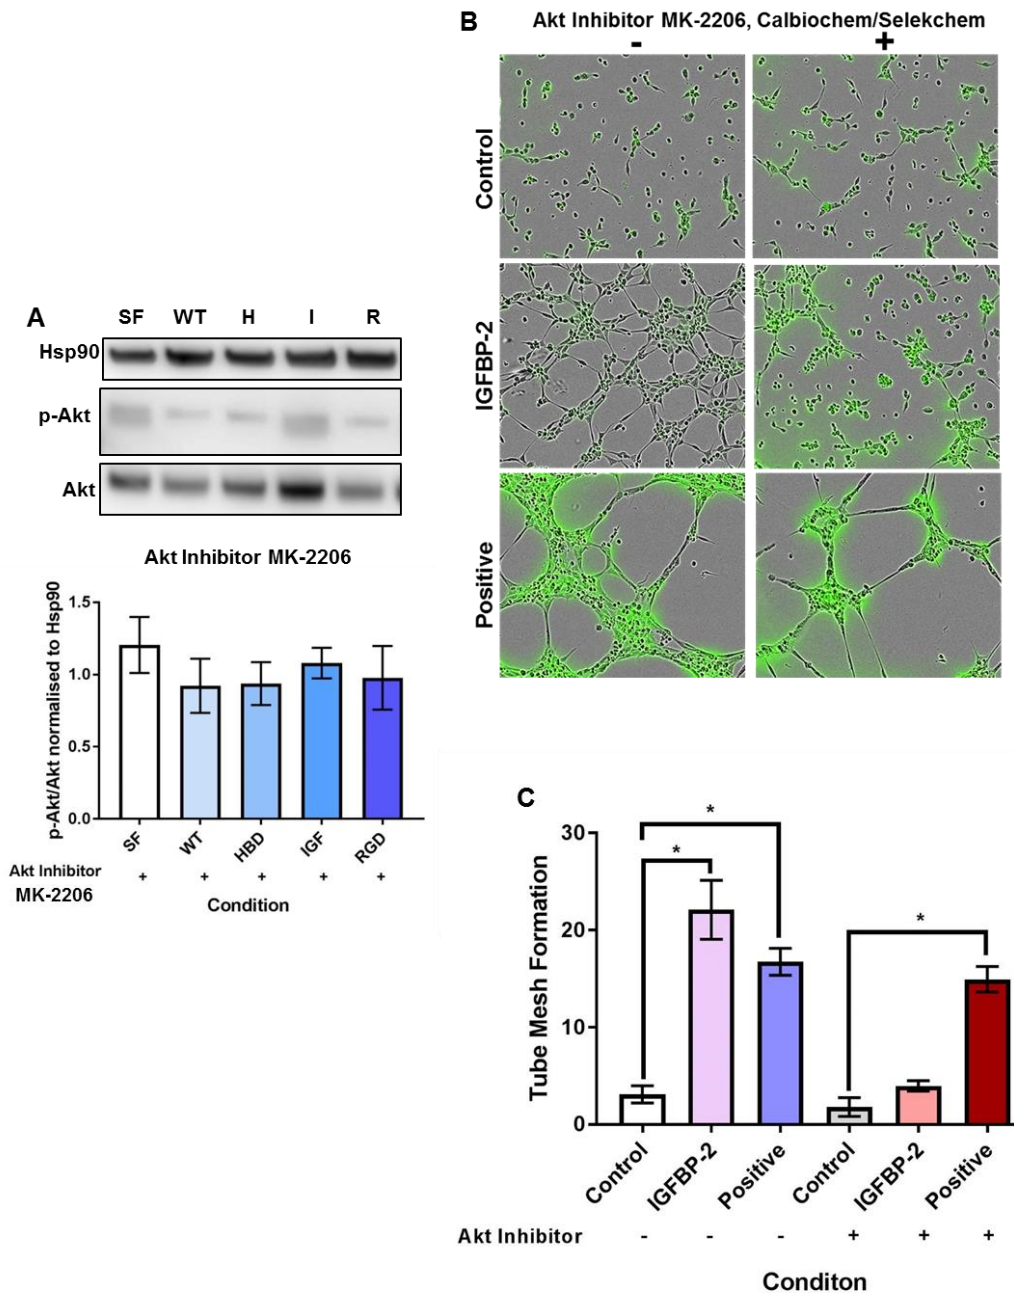 A
SF WT H I R
Hsp90
p-Akt
Akt
Akt Inhibitor MK-2206
p-Akt/Akt normalised to Hsp90
1.5
1.0
0.5
0.0
SF WT HBD IGF RGD
Akt Inhibitor + + + + +
MK-2206
Condition
B
Akt Inhibitor MK-2206, Calbiochem/Selekchem
- +
Control
IGFBP-2
Positive
C
Tube Mesh Formation
30
20
10
0
* * *
Control IGFBP-2 Positive Control IGFBP-2 Positive
Akt Inhibitor - - - + + +
Conditon